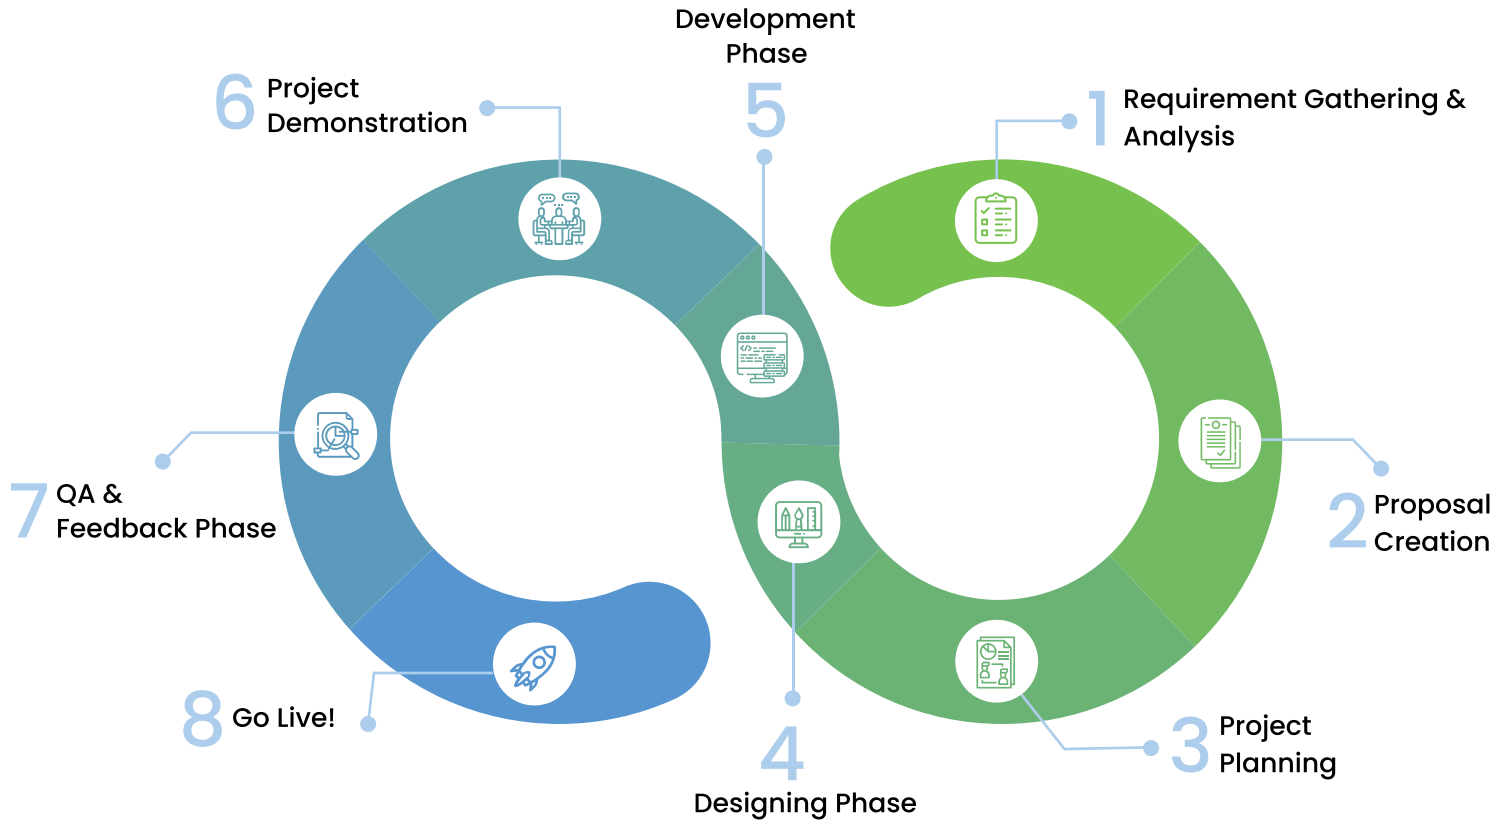 1
Requirement Gathering &
Analysis
2
Proposal
Creation
3
Project
Planning
4
Designing Phase
Development
Phase
5
6
Project
Demonstration
7
QA &
Feedback Phase
8
Go Live!